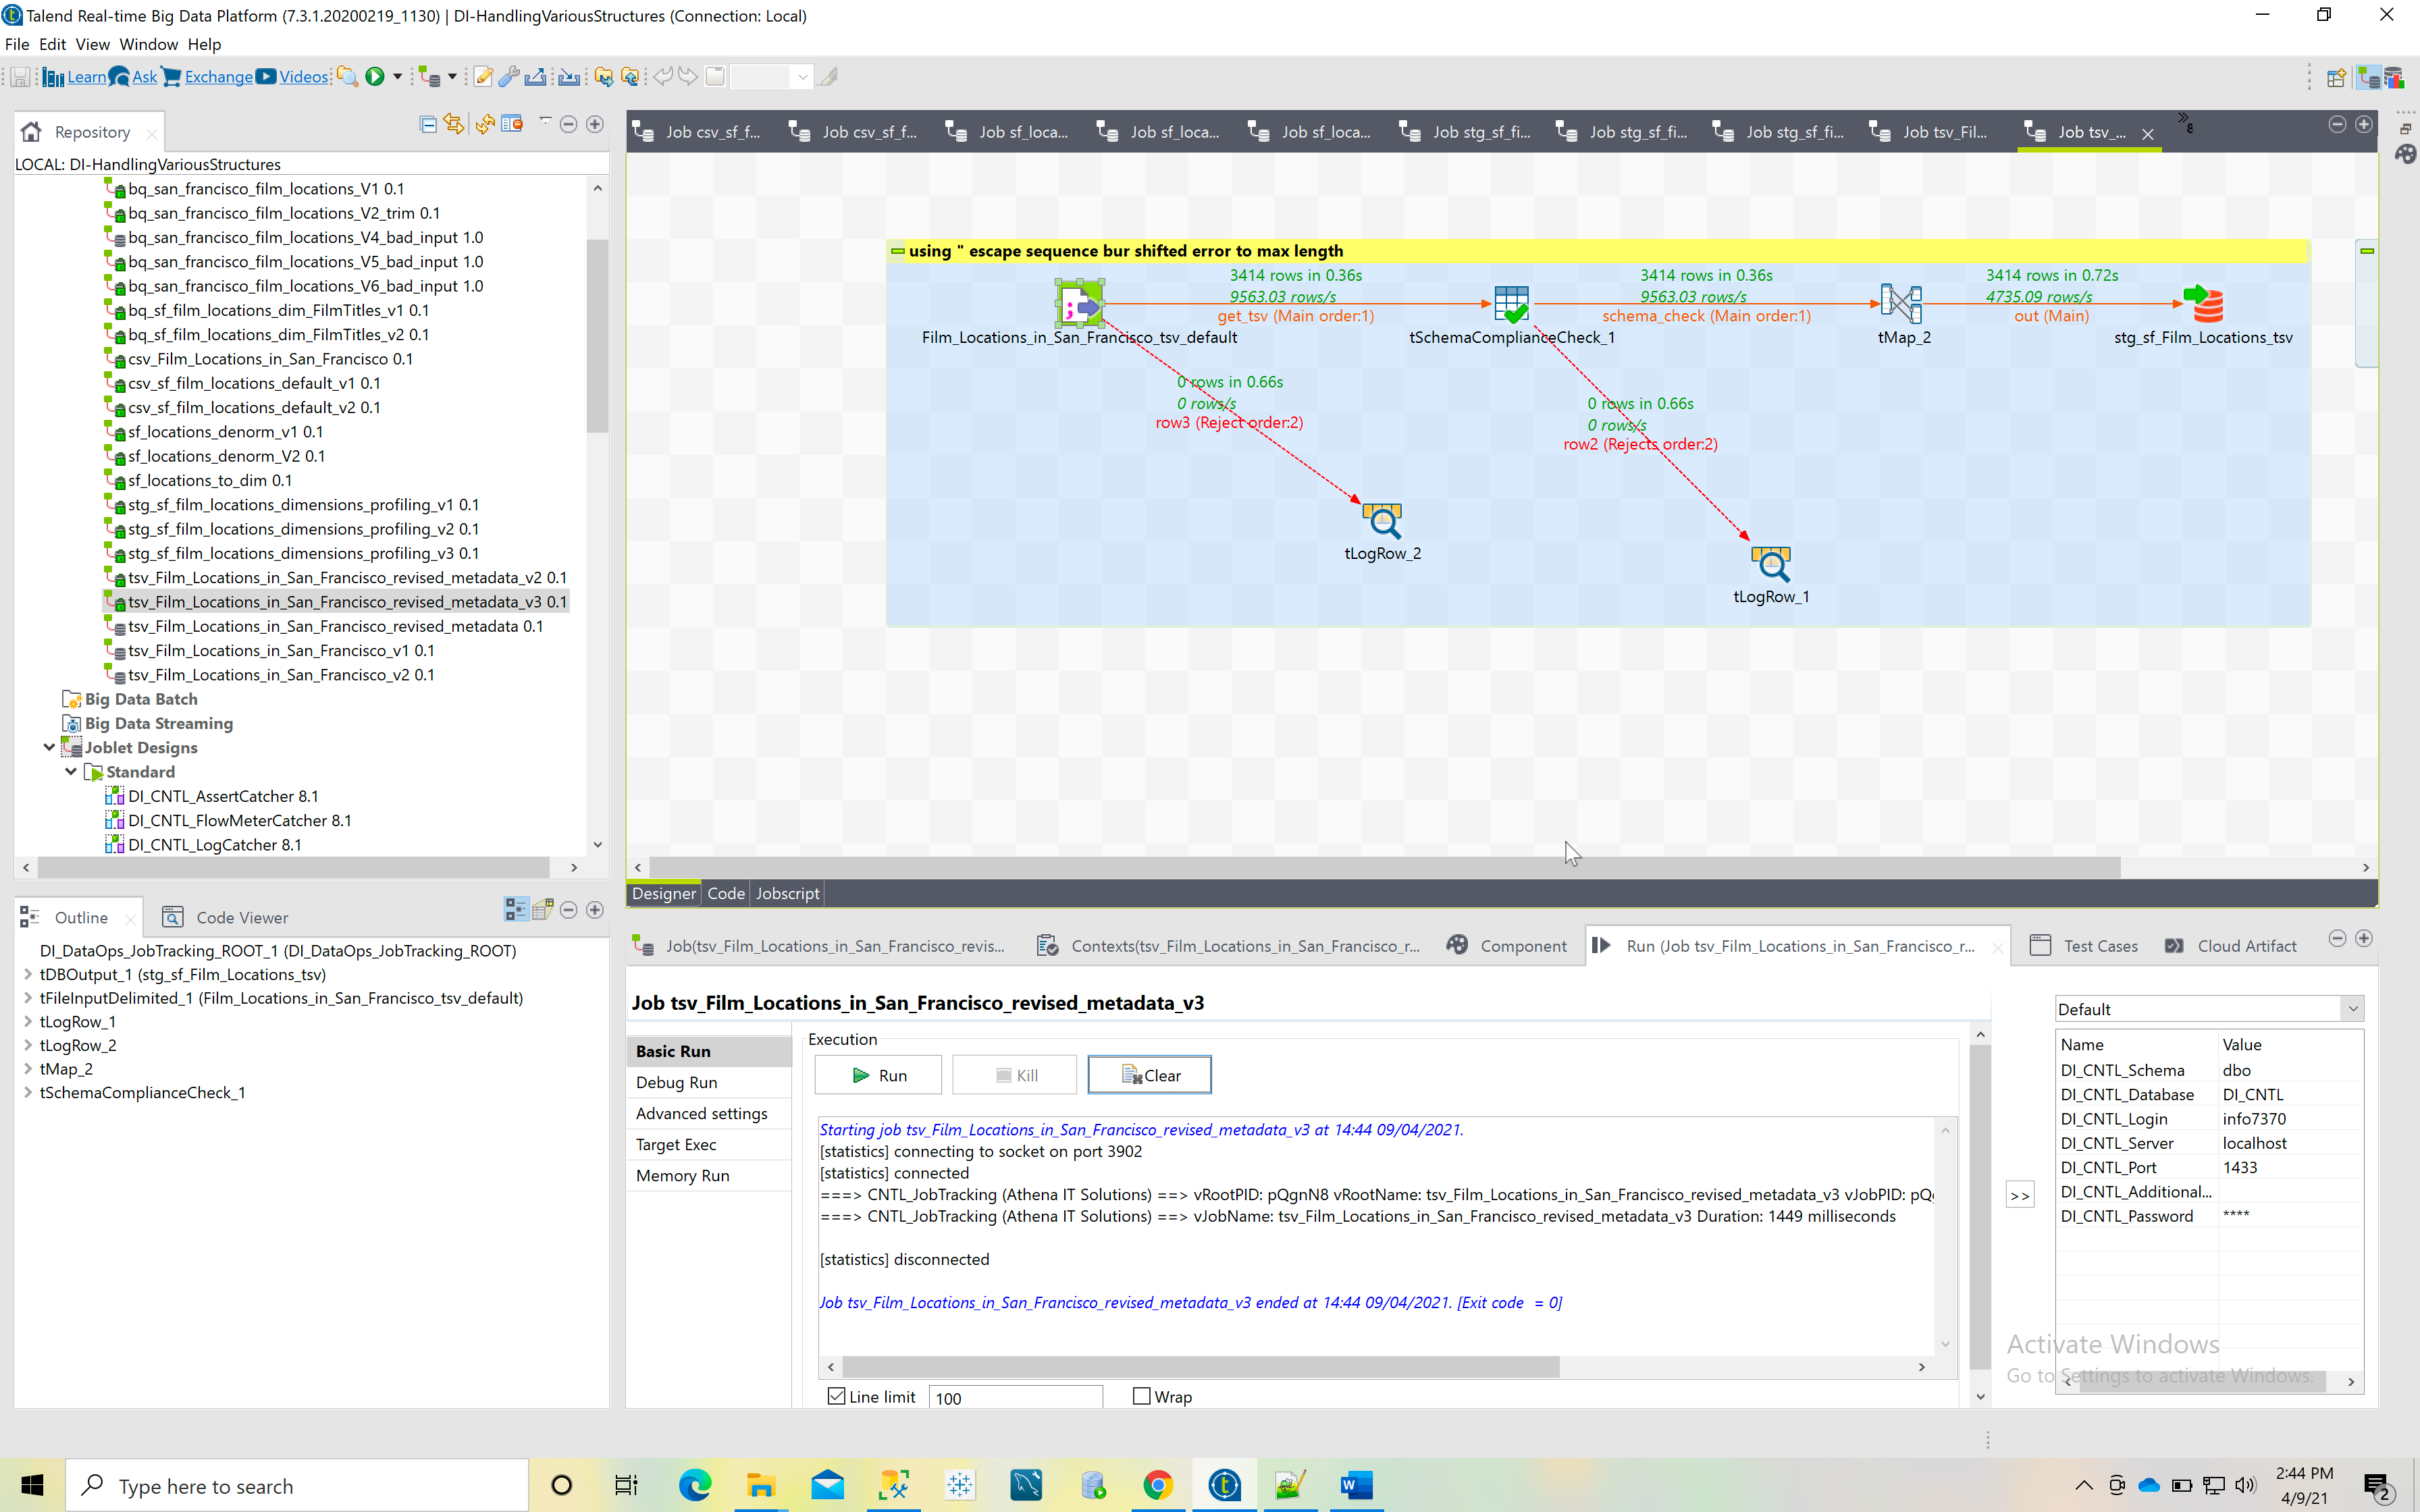 Talend Real-time Big Data Platform (7.3.1.20200219_1130) | DI-HandlingVariousStructures (Connection: Local)
File Edit View Window Help
Learn Ask Exchange Videos
Repository
LOCAL: DI-HandlingVariousStructures
bq_san_francisco_film_locations_V1 0.1
bq_san_francisco_film_locations_V2_trim 0.1
bq_san_francisco_film_locations_V4_bad_input 1.0
bq_san_francisco_film_locations_V5_bad_input 1.0
bq_san_francisco_film_locations_V6_bad_input 1.0
bq_sf_film_locations_dim_FilmTitles_v1 0.1
bq_sf_film_locations_dim_FilmTitles_v2 0.1
csv_Film_Locations_in_San_Francisco 0.1
csv_sf_film_locations_default_v1 0.1
csv_sf_film_locations_default_v2 0.1
sf_locations_denorm_v1 0.1
sf_locations_denorm_V2 0.1
sf_locations_to_dim 0.1
stg_sf_film_locations_dimensions_profiling_v1 0.1
stg_sf_film_locations_dimensions_profiling_v2 0.1
stg_sf_film_locations_dimensions_profiling_v3 0.1
tsv_Film_Locations_in_San_Francisco_revised_metadata_v2 0.1
tsv_Film_Locations_in_San_Francisco_revised_metadata_v3 0.1
tsv_Film_Locations_in_San_Francisco_revised_metadata 0.1
tsv_Film_Locations_in_San_Francisco_v1 0.1
tsv_Film_Locations_in_San_Francisco_v2 0.1
Big Data Batch
Big Data Streaming
Joblet Designs
Standard
DI_CNTL_AssertCatcher 8.1
DI_CNTL_FlowMeterCatcher 8.1
DI_CNTL_LogCatcher 8.1
Outline Code Viewer
DI_DataOps_JobTracking_ROOT_1 (DI_DataOps_JobTracking_ROOT)
tDBOutput_1 (stg_sf_Film_Locations_tsv)
tFileInputDelimited_1 (Film_Locations_in_San_Francisco_tsv_default)
tLogRow_1
tLogRow_2
tMap_2
tSchemaComplianceCheck_1
Job csv_sf_f... Job csv_sf_f... Job sf_loca... Job sf_loca... Job sf_loca... Job stg_sf_fi... Job stg_sf_fi... Job stg_sf_fi... Job tsv_Fil... Job tsv_... » 8
using " escape sequence bur shifted error to max length
3414 rows in 0.36s 3414 rows in 0.36s 3414 rows in 0.72s
9563.03 rows/s 9563.03 rows/s 4735.09 rows/s
get_tsv (Main order:1) schema_check (Main order:1) out (Main)
Film_Locations_in_San_Francisco_tsv_default tSchemaComplianceCheck_1 tMap_2 stg_sf_Film_Locations_tsv
0 rows in 0.66s
0 rows/s
row3 (Reject order:2)
0 rows in 0.66s
0 rows/s
row2 (Rejects order:2)
tLogRow_2
tLogRow_1
Designer Code Jobscript
Job(tsv_Film_Locations_in_San_Francisco_revis... Contexts(tsv_Film_Locations_in_San_Francisco_r... Component Run (Job tsv_Film_Locations_in_San_Francisco_r... Test Cases Cloud Artifact
Job tsv_Film_Locations_in_San_Francisco_revised_metadata_v3
Basic Run
Debug Run
Advanced settings
Target Exec
Memory Run
Execution
Run Kill Clear
Starting job tsv_Film_Locations_in_San_Francisco_revised_metadata_v3 at 14:44 09/04/2021.
[statistics] connecting to socket on port 3902
[statistics] connected
===> CNTL_JobTracking (Athena IT Solutions) ==> vRootPID: pQgnN8 vRootName: tsv_Film_Locations_in_San_Francisco_revised_metadata_v3 vJobPID: pQ
===> CNTL_JobTracking (Athena IT Solutions) ==> vJobName: tsv_Film_Locations_in_San_Francisco_revised_metadata_v3 Duration: 1449 milliseconds
[statistics] disconnected
Job tsv_Film_Locations_in_San_Francisco_revised_metadata_v3 ended at 14:44 09/04/2021. [Exit code = 0]
Line limit 100 Wrap
>>
Default
Name Value
DI_CNTL_Schema dbo
DI_CNTL_Database DI_CNTL
DI_CNTL_Login info7370
DI_CNTL_Server localhost
DI_CNTL_Port 1433
DI_CNTL_Additional...
DI_CNTL_Password ****
Activate Windows
Go to Settings to activate Windows.
Type here to search
2:44 PM
4/9/21
2